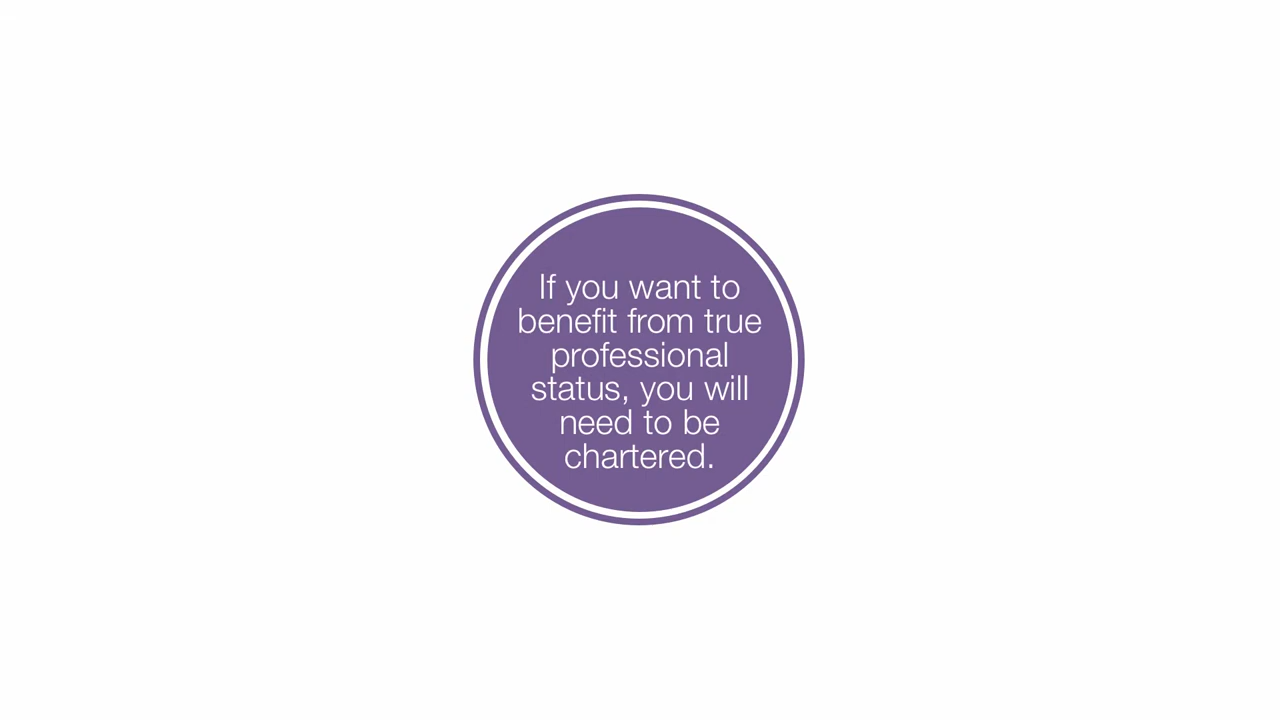 If you want to
benefit from true
professional
status, you will
need to be
chartered.